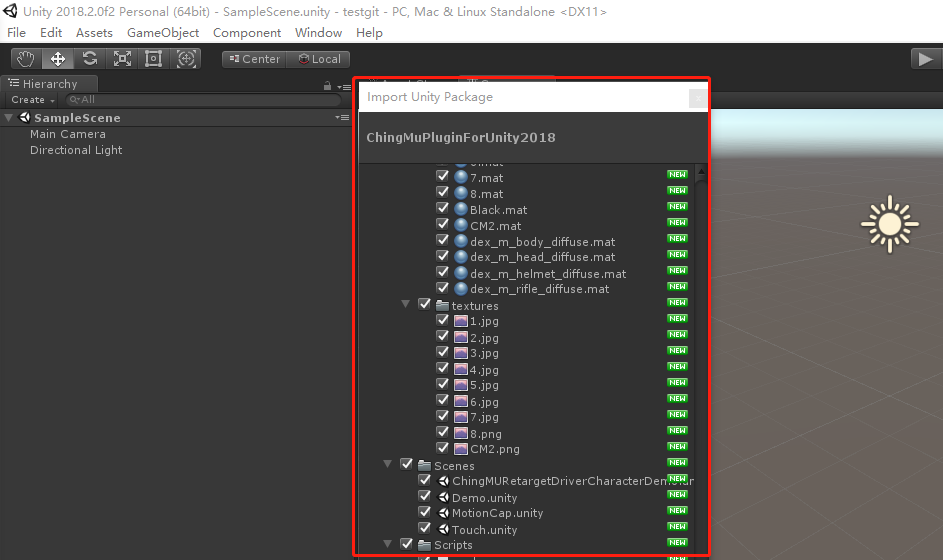 Unity 2018.2.0f2 Personal (64bit) - SampleScene.unity - testgit - PC, Mac & Linux Standalone <DX11>
File Edit Assets GameObject Component Window Help
Center Local
Hierarchy
Create All
SampleScene
Main Camera
Directional Light
Import Unity Package
ChingMuPluginForUnity2018
7.mat NEW
8.mat NEW
Black.mat NEW
CM2.mat NEW
dex_m_body_diffuse.mat NEW
dex_m_head_diffuse.mat NEW
dex_m_helmet_diffuse.mat NEW
dex_m_rifle_diffuse.mat NEW
textures NEW
1.jpg NEW
2.jpg NEW
3.jpg NEW
4.jpg NEW
5.jpg NEW
6.jpg NEW
7.jpg NEW
8.png NEW
CM2.png NEW
Scenes NEW
ChingMURetargetDriverCharacterDemo NEW
Demo.unity NEW
MotionCap.unity NEW
Touch.unity NEW
Scripts NEW